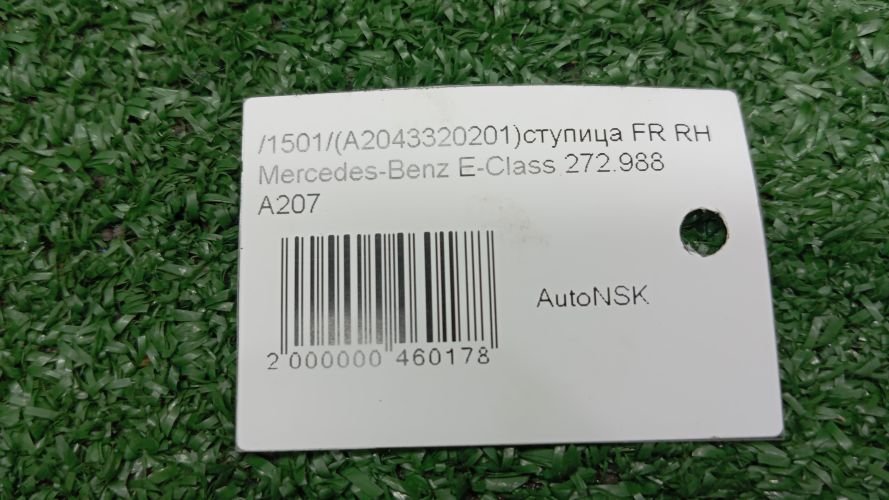 /1501/(A2043320201)ступица FR RH
Mercedes-Benz E-Class 272.988
A207
AutoNSK
2 000000 460178